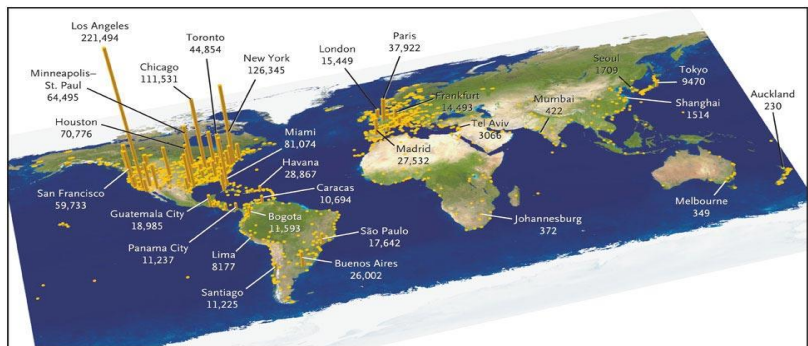 Los Angeles
221,494
Toronto
44,854
Chicago
111,531
New York
126,345
Minneapolis–
St. Paul
64,495
Houston
70,776
Miami
81,074
Havana
28,867
San Francisco
59,733
Caracas
10,694
Guatemala City
18,985
Bogota
11,593
Panama City
11,237
São Paulo
17,642
Lima
8177
Buenos Aires
26,002
Santiago
11,225
London
15,449
Paris
37,922
Frankfurt
14,493
Madrid
27,532
Tel Aviv
3066
Mumbai
422
Seoul
1709
Tokyo
9470
Shanghai
1514
Auckland
230
Johannesburg
372
Melbourne
349